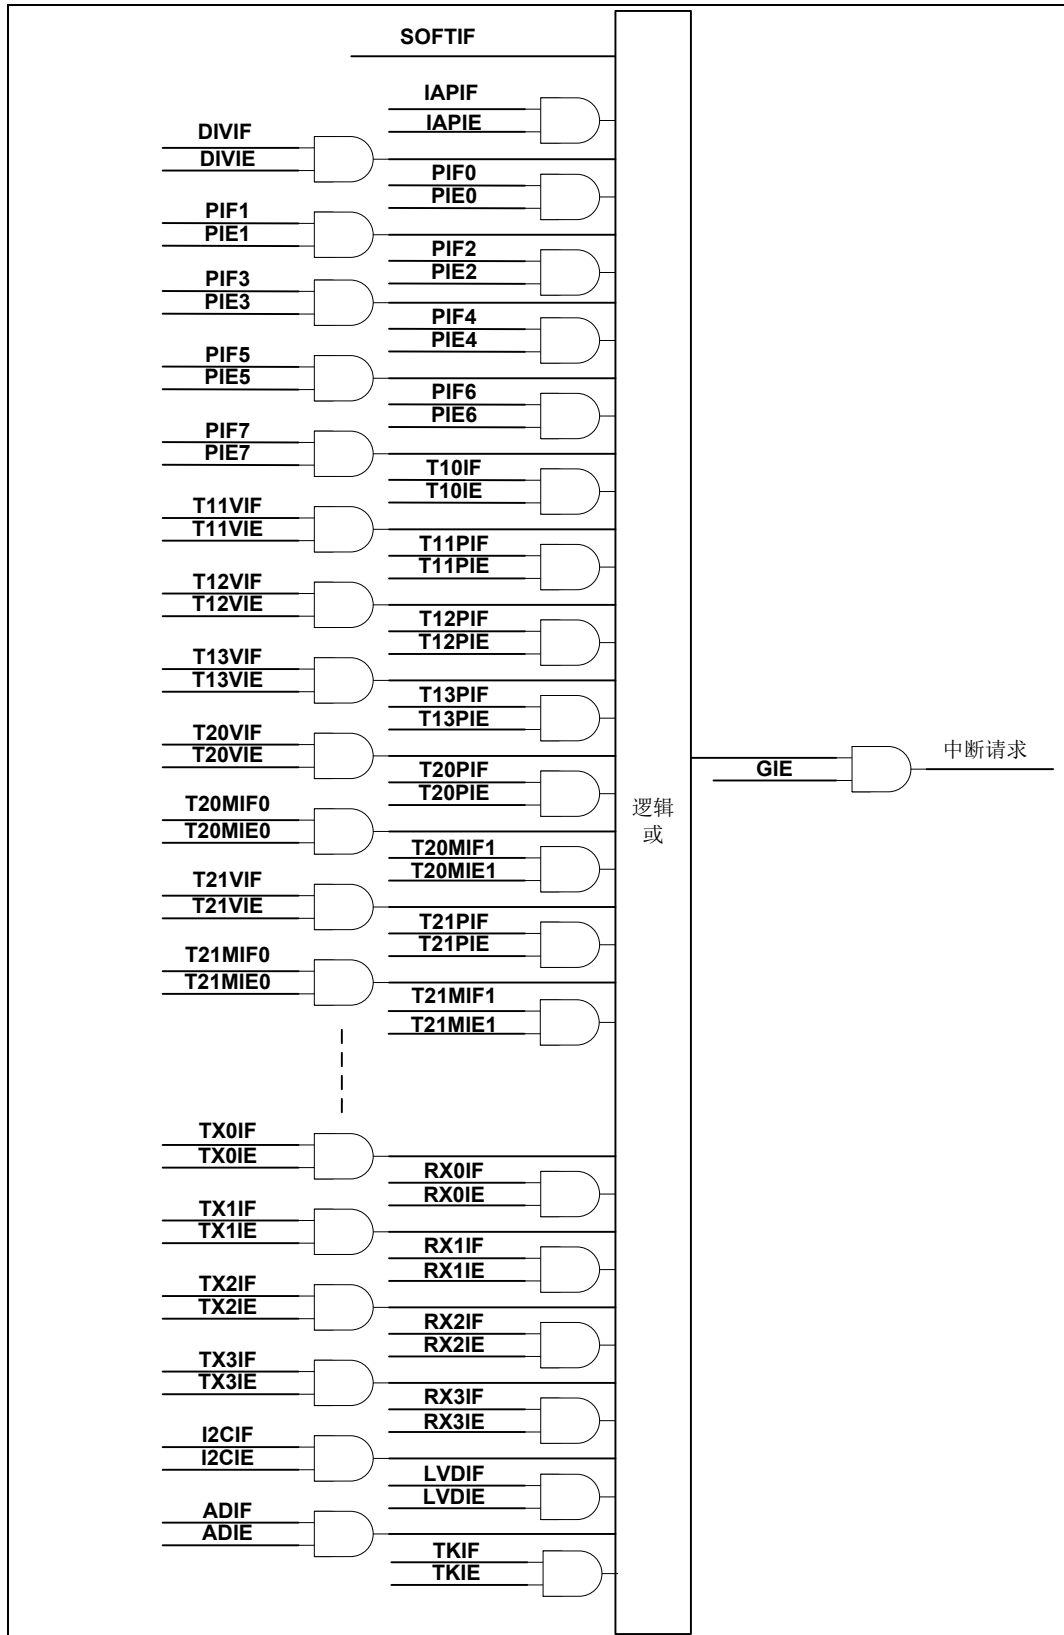 SOFTIF
IAPIF
IAPIE
DIVIF
DIVIE
PIF0
PIE0
PIF1
PIE1
PIF2
PIE2
PIF3
PIE3
PIF4
PIE4
PIF5
PIE5
PIF6
PIE6
PIF7
PIE7
T10IF
T10IE
T11VIF
T11VIE
T11PIF
T11PIE
T12VIF
T12VIE
T12PIF
T12PIE
T13VIF
T13VIE
T13PIF
T13PIE
T20VIF
T20VIE
T20PIF
T20PIE
T20MIF0
T20MIE0
T20MIF1
T20MIE1
T21VIF
T21VIE
T21PIF
T21PIE
T21MIF0
T21MIE0
T21MIF1
T21MIE1
TX0IF
TX0IE
RX0IF
RX0IE
TX1IF
TX1IE
RX1IF
RX1IE
TX2IF
TX2IE
RX2IF
RX2IE
TX3IF
TX3IE
RX3IF
RX3IE
I2CIF
I2CIE
LVDIF
LVDIE
ADIF
ADIE
TKIF
TKIE
逻辑
或
GIE
中断请求